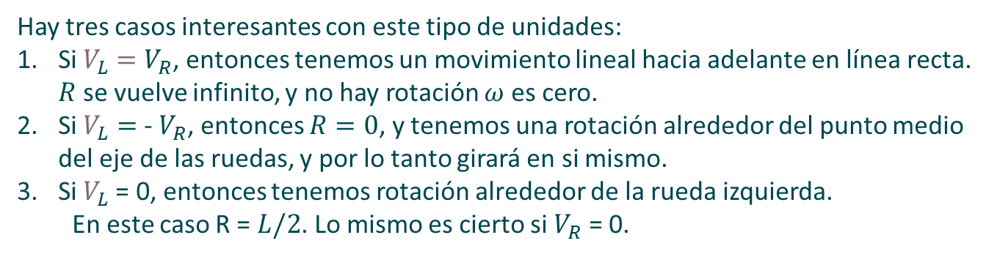 Hay tres casos interesantes con este tipo de unidades:
1. Si V_L = V_R, entonces tenemos un movimiento lineal hacia adelante en línea recta.
R se vuelve infinito, y no hay rotación ω es cero.
2. Si V_L = - V_R, entonces R = 0, y tenemos una rotación alrededor del punto medio
del eje de las ruedas, y por lo tanto girará en si mismo.
3. Si V_L = 0, entonces tenemos rotación alrededor de la rueda izquierda.
En este caso R = L/2. Lo mismo es cierto si V_R = 0.